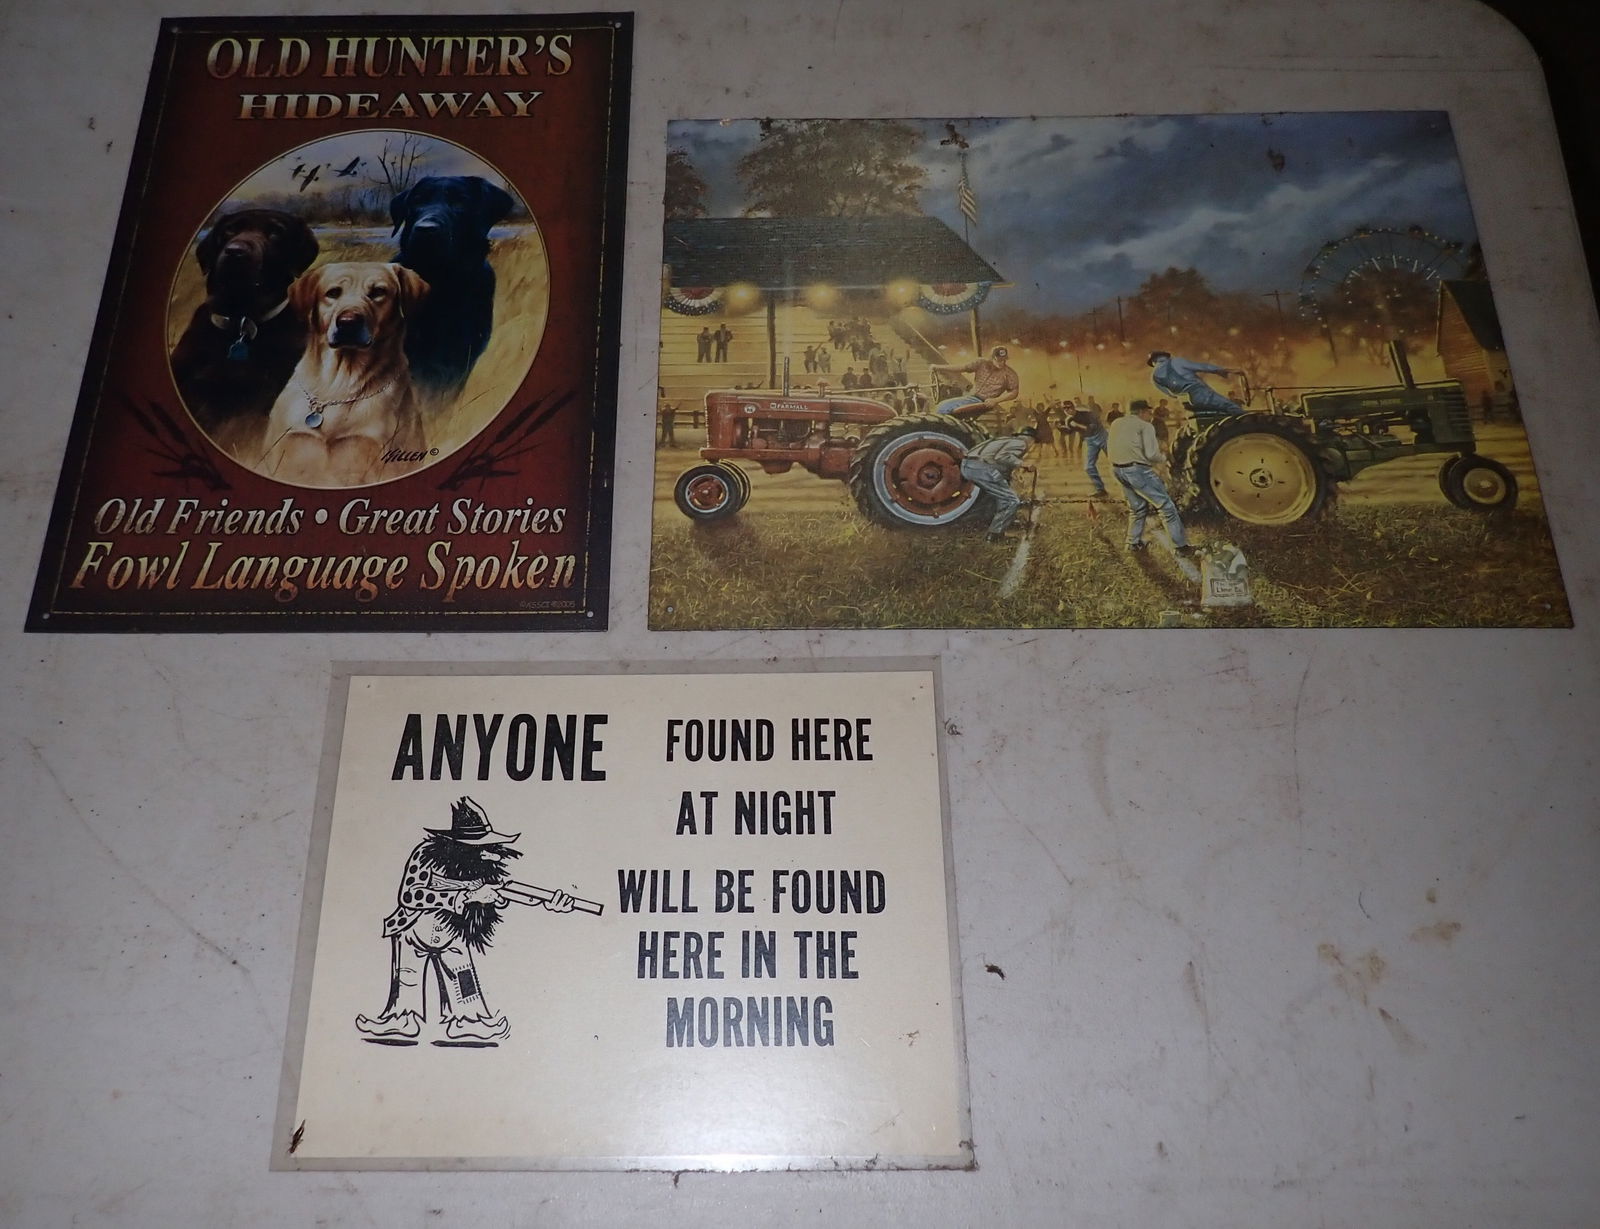 OLD HUNTER'S
HIDEAWAY
KILLEN ©
Old Friends • Great Stories
Fowl Language Spoken
FARMALL
JOHN DEERE
ANYONE
FOUND HERE
AT NIGHT
WILL BE FOUND
HERE IN THE
MORNING